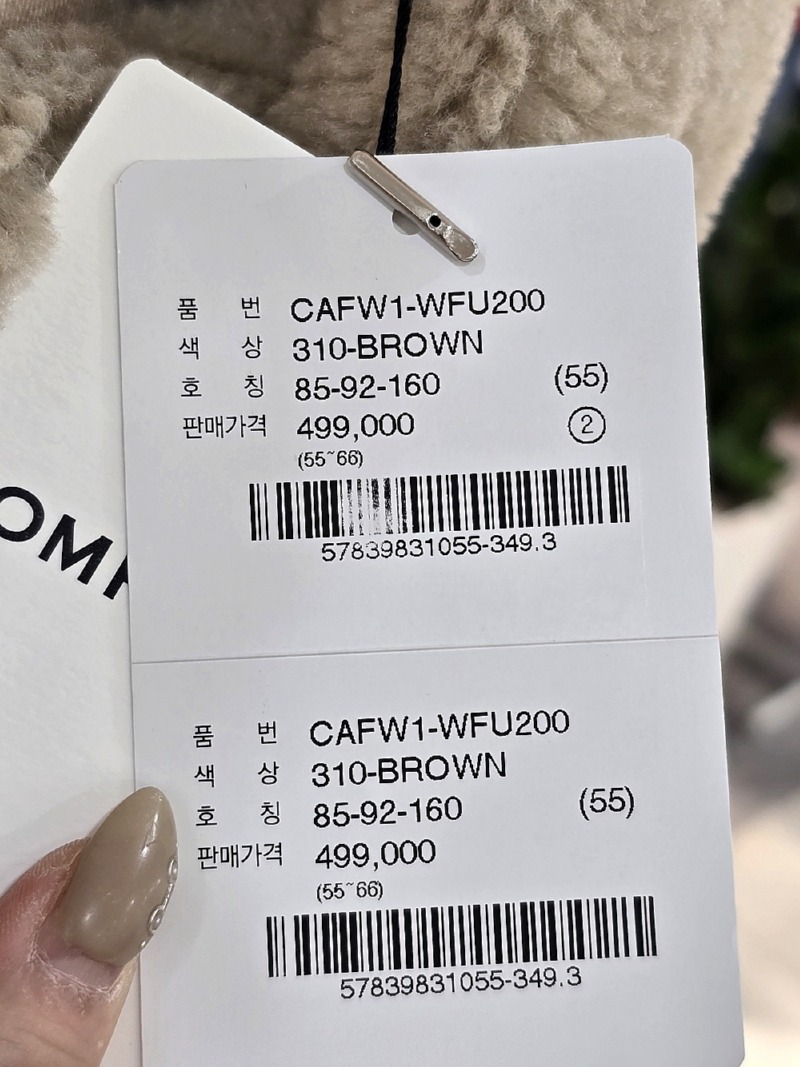 품 번 CAFW1-WFU200
색 상 310-BROWN
호 칭 85-92-160 (55)
판매가격 499,000 ②
(55~66)
57839831055-349.3
품 번 CAFW1-WFU200
색 상 310-BROWN
호 칭 85-92-160 (55)
판매가격 499,000
(55~66)
57839831055-349.3